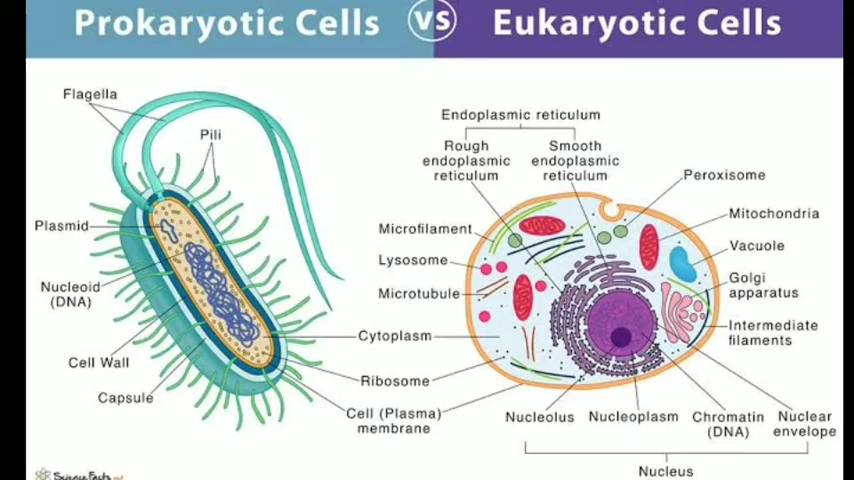 Prokaryotic Cells VS Eukaryotic Cells
Flagella
Pili
Plasmid
Nucleoid
(DNA)
Cell Wall
Capsule
Cytoplasm
Ribosome
Cell (Plasma)
membrane
Endoplasmic reticulum
Rough
endoplasmic
reticulum
Smooth
endoplasmic
reticulum
Peroxisome
Microfilament
Lysosome
Microtubule
Mitochondria
Vacuole
Golgi
apparatus
Intermediate
filaments
Nucleolus
Nucleoplasm
Chromatin
(DNA)
Nuclear
envelope
Nucleus
Science Facts